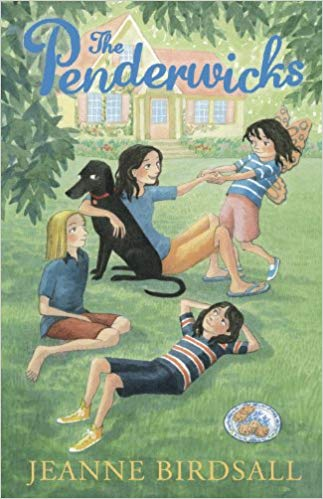 The
Penderwicks
JEANNE BIRDSALL